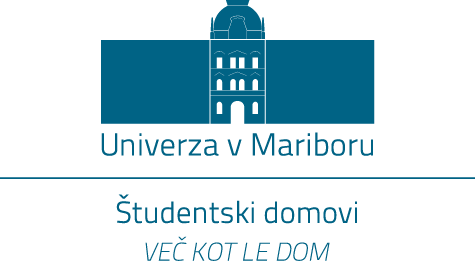 Univerza v Mariboru
Študentski domovi
VEČ KOT LE DOM